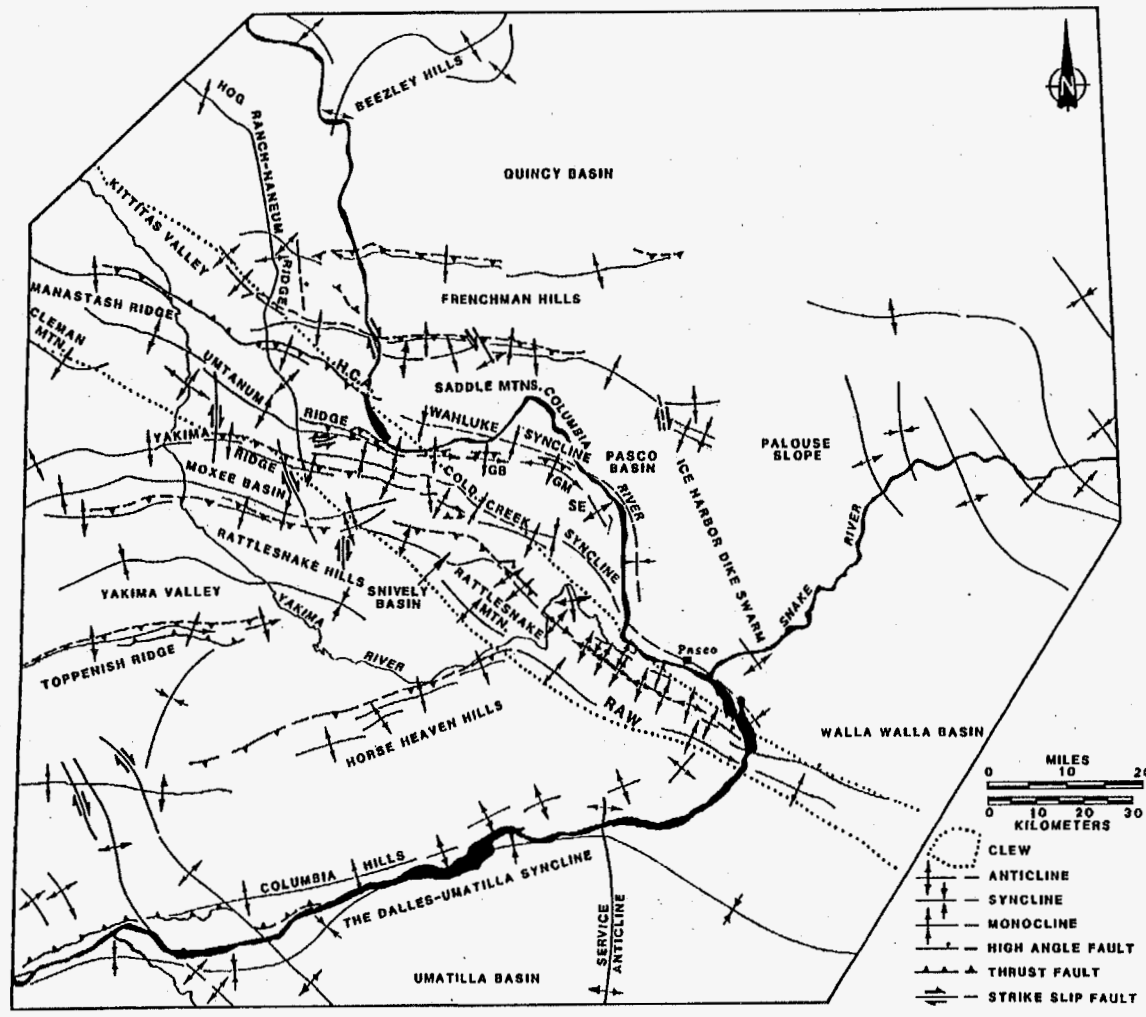 N
BEEZLEY HILLS
HOG
RANCH-NANEUM
RIDGE
QUINCY BASIN
KITTITAS VALLEY
FRENCHMAN HILLS
MANASTASH RIDGE
CLEMAN
MTN.
UMTANUM
RIDGE
H.C.A.
SADDLE MTNS.
COLUMBIA
RIVER
WAHLUKE SYNCLINE
PASCO
BASIN
PALOUSE
SLOPE
YAKIMA
RIDGE
MOXEE BASIN
GB
GM
SE
COLD CREEK
SYNCLINE
ICE HARBOR DIKE SWARM
SNAKE
RIVER
RATTLESNAKE HILLS
SNIVELY
BASIN
RATTLESNAKE
MTN.
YAKIMA VALLEY
YAKIMA
RIVER
TOPPENISH RIDGE
Pasco
RAW
HORSE HEAVEN HILLS
WALLA WALLA BASIN
COLUMBIA HILLS
THE DALLES-UMATILLA SYNCLINE
SERVICE
ANTICLINE
UMATILLA BASIN
MILES
0 10 20
0 10 20 30
KILOMETERS
CLEW
ANTICLINE
SYNCLINE
MONOCLINE
HIGH ANGLE FAULT
THRUST FAULT
STRIKE SLIP FAULT